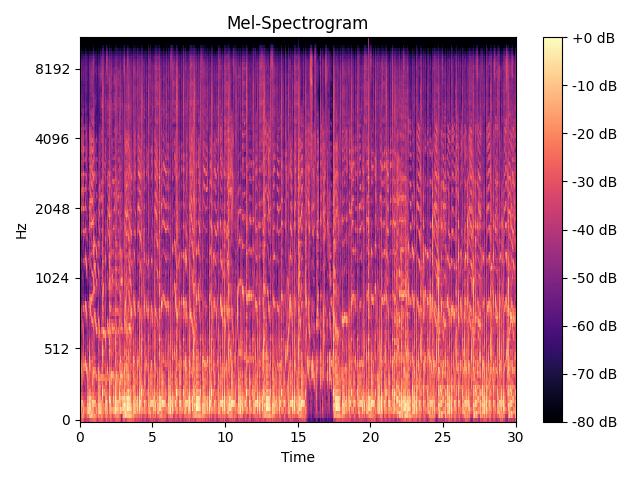 Mel-Spectrogram
Hz
8192
4096
2048
1024
512
0
0 5 10 15 20 25 30
Time
+0 dB
-10 dB
-20 dB
-30 dB
-40 dB
-50 dB
-60 dB
-70 dB
-80 dB